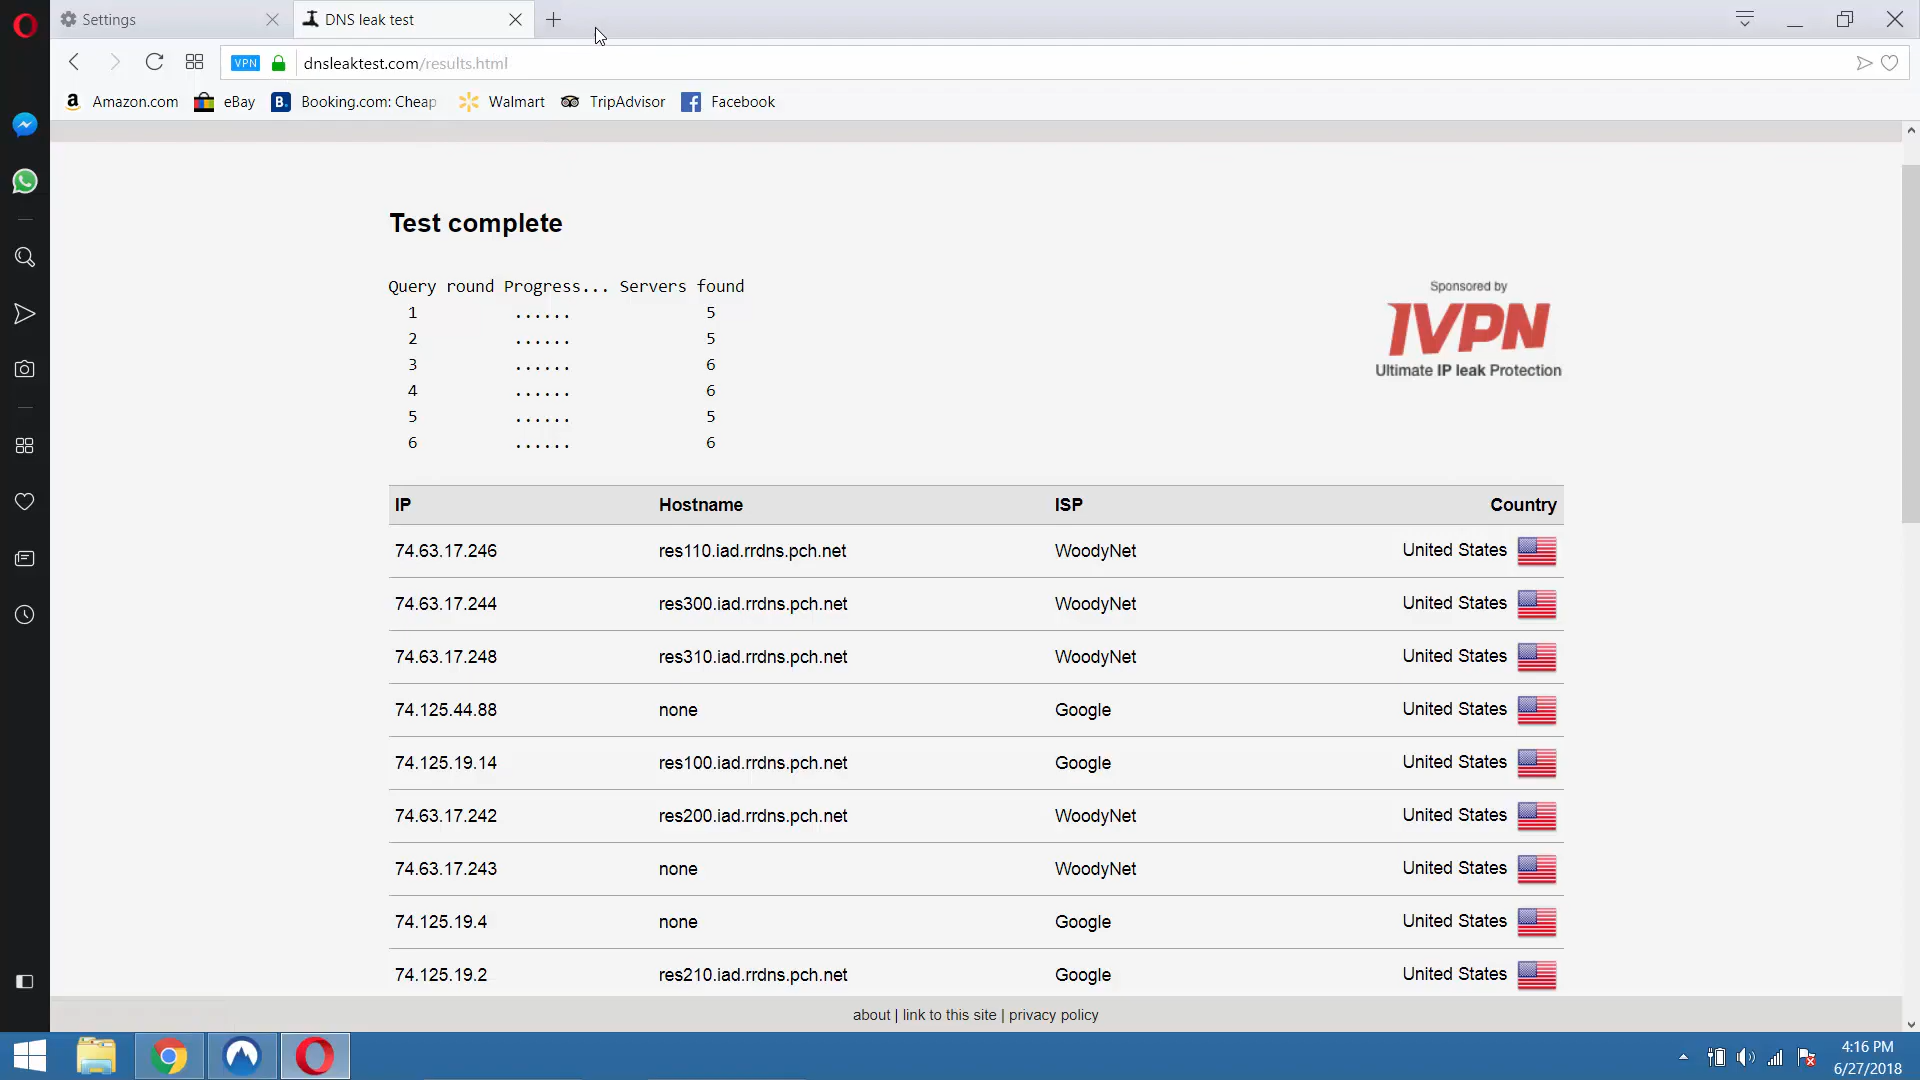 Settings
DNS leak test
VPN
dnsleaktest.com/results.html
Amazon.com eBay Booking.com: Cheap Walmart TripAdvisor Facebook
Test complete
Query round Progress... Servers found
1 ...... 5
2 ...... 5
3 ...... 6
4 ...... 6
5 ...... 5
6 ...... 6
Sponsored by
IVPN
Ultimate IP leak Protection
IP Hostname ISP Country
74.63.17.246 res110.iad.rrdns.pch.net WoodyNet United States
74.63.17.244 res300.iad.rrdns.pch.net WoodyNet United States
74.63.17.248 res310.iad.rrdns.pch.net WoodyNet United States
74.125.44.88 none Google United States
74.125.19.14 res100.iad.rrdns.pch.net Google United States
74.63.17.242 res200.iad.rrdns.pch.net WoodyNet United States
74.63.17.243 none WoodyNet United States
74.125.19.4 none Google United States
74.125.19.2 res210.iad.rrdns.pch.net Google United States
about | link to this site | privacy policy
4:16 PM
6/27/2018